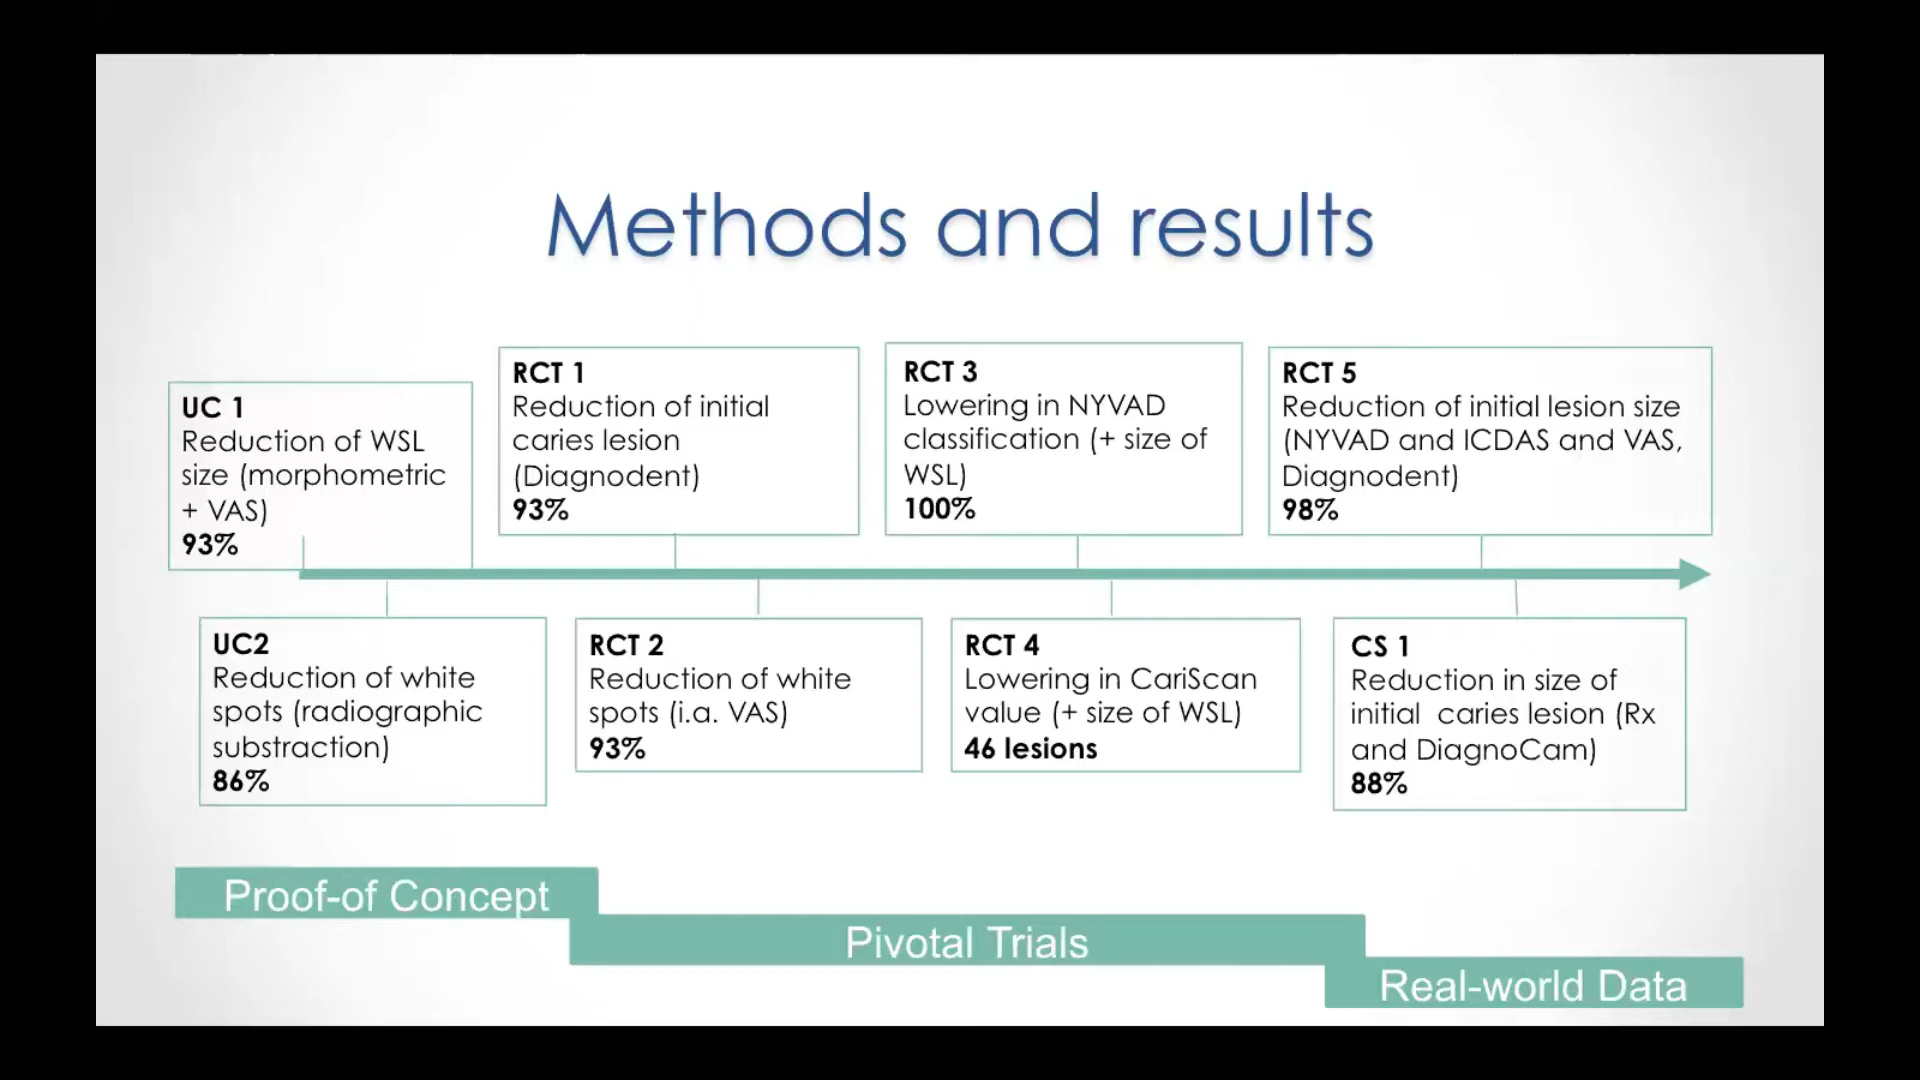 Methods and results
UC 1
Reduction of WSL
size (morphometric
+ VAS)
93%
RCT 1
Reduction of initial
caries lesion
(Diagnodent)
93%
RCT 3
Lowering in NYVAD
classification (+ size of
WSL)
100%
RCT 5
Reduction of initial lesion size
(NYVAD and ICDAS and VAS,
Diagnodent)
98%
UC2
Reduction of white
spots (radiographic
substraction)
86%
RCT 2
Reduction of white
spots (i.a. VAS)
93%
RCT 4
Lowering in CariScan
value (+ size of WSL)
46 lesions
CS 1
Reduction in size of
initial caries lesion (Rx
and DiagnoCam)
88%
Proof-of Concept
Pivotal Trials
Real-world Data